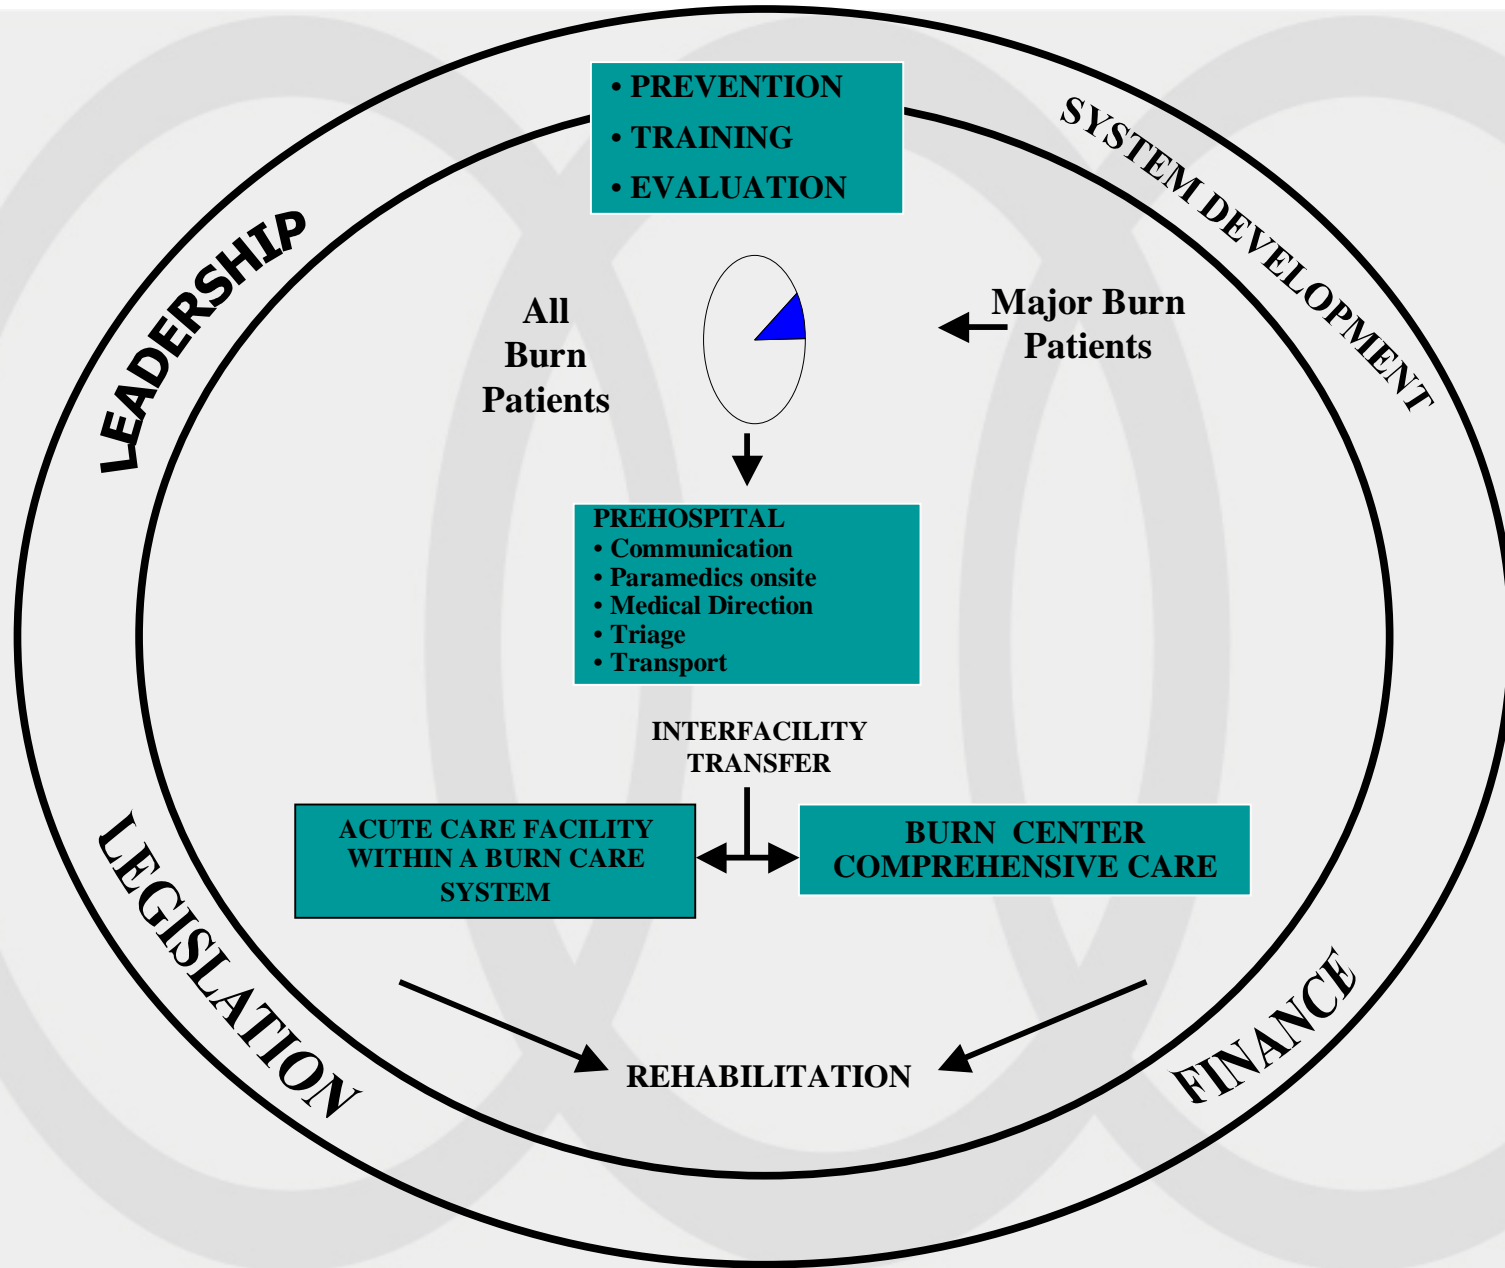 • PREVENTION
• TRAINING
• EVALUATION
LEADERSHIP
SYSTEM DEVELOPMENT
All
Burn
Patients
Major Burn
Patients
PREHOSPITAL
• Communication
• Paramedics onsite
• Medical Direction
• Triage
• Transport
INTERFACILITY
TRANSFER
ACUTE CARE FACILITY
WITHIN A BURN CARE
SYSTEM
BURN CENTER
COMPREHENSIVE CARE
LEGISLATION
FINANCE
REHABILITATION